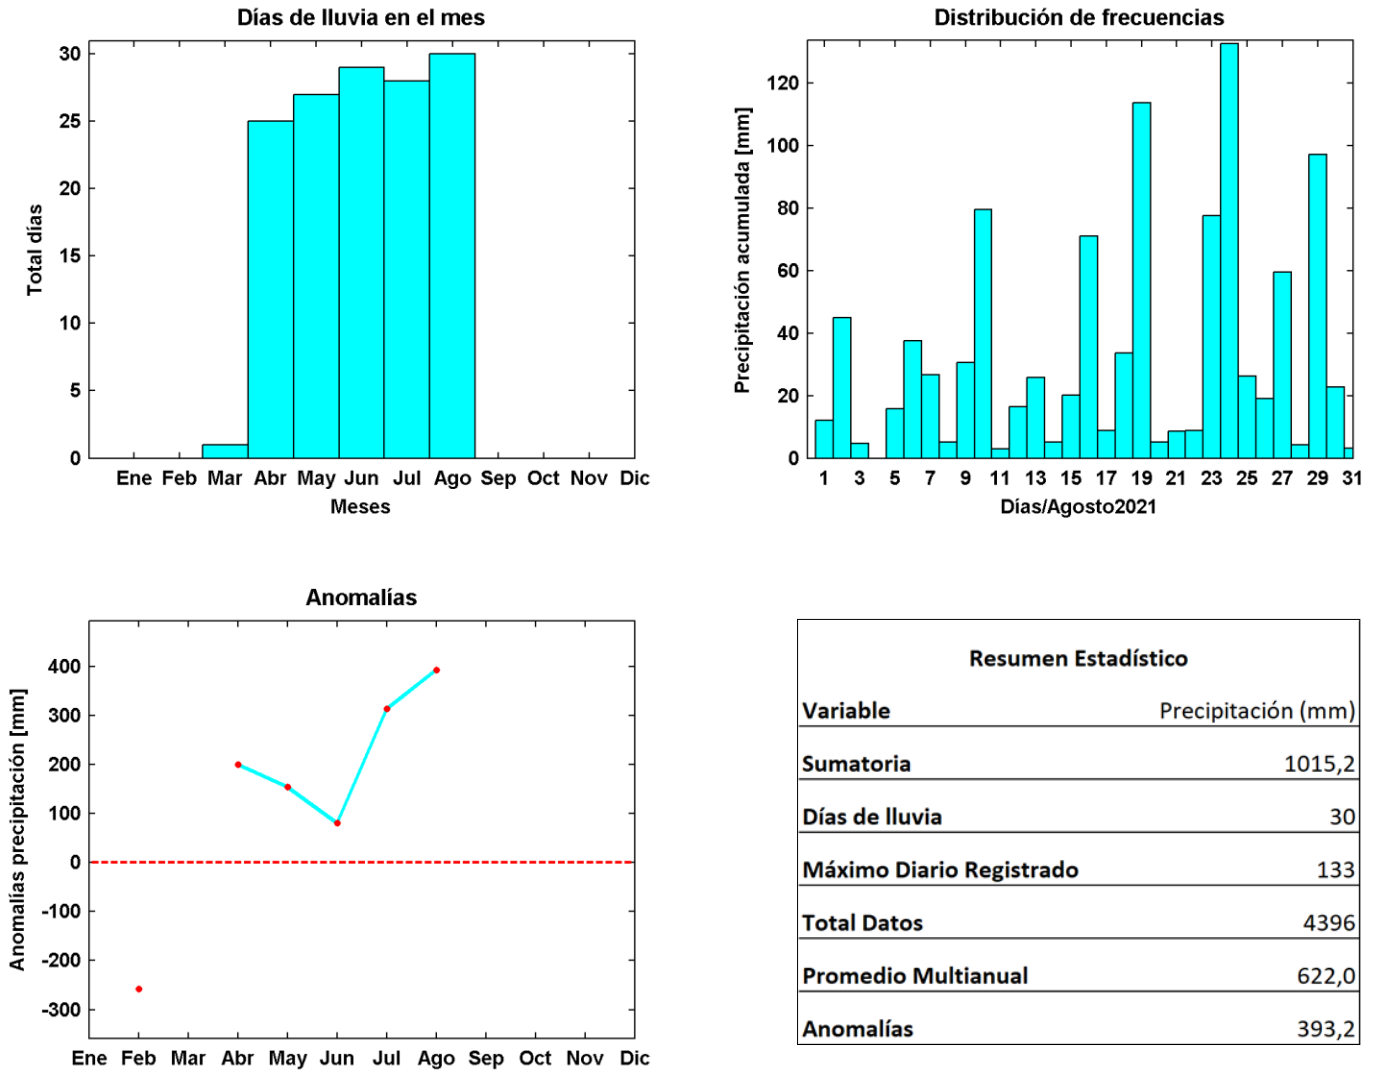 Días de lluvia en el mes
30
25
20
15
10
5
0
Total días
Ene Feb Mar Abr May Jun Jul Ago Sep Oct Nov Dic
Meses
Distribución de frecuencias
120
100
80
60
40
20
0
Precipitación acumulada [mm]
1 3 5 7 9 11 13 15 17 19 21 23 25 27 29 31
Días/Agosto2021
Anomalías
400
300
200
100
0
-100
-200
-300
Anomalías precipitación [mm]
Ene Feb Mar Abr May Jun Jul Ago Sep Oct Nov Dic
Resumen Estadístico
Variable Precipitación (mm)
Sumatoria 1015,2
Días de lluvia 30
Máximo Diario Registrado 133
Total Datos 4396
Promedio Multianual 622,0
Anomalías 393,2